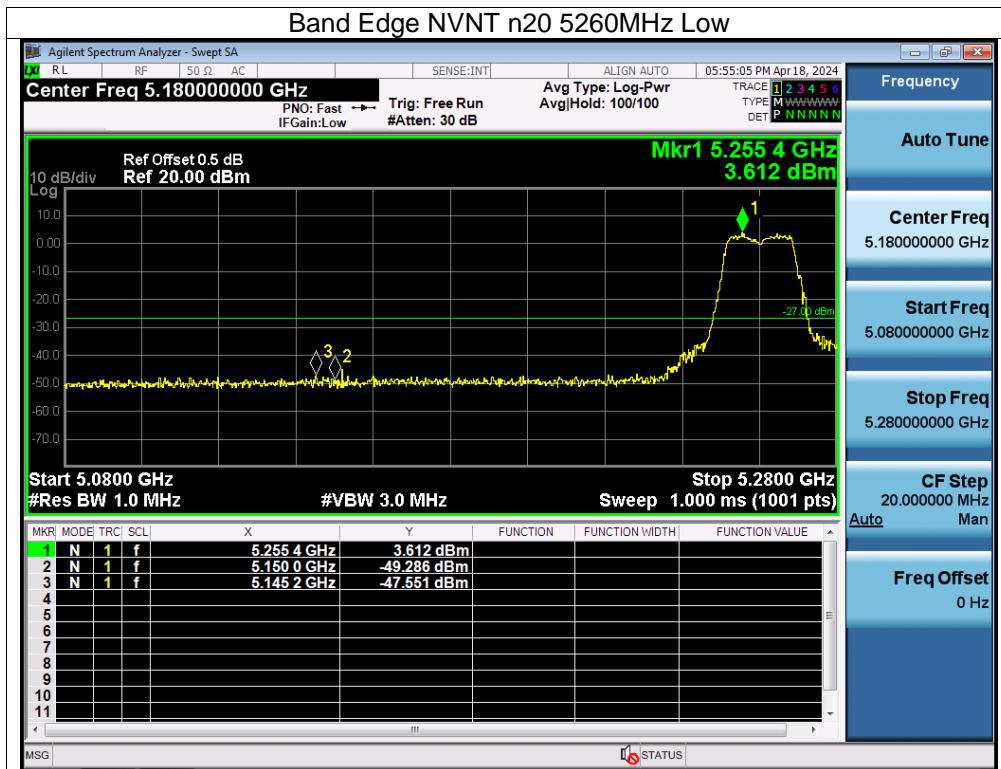 Band Edge NVNT n20 5260MHz Low
Agilent Spectrum Analyzer - Swept SA
LXI RL RF 50 Ω AC SENSE:INT ALIGN AUTO 05:55:05 PM Apr 18, 2024
Center Freq 5.180000000 GHz
PNO: Fast
IFGain:Low
Trig: Free Run
#Atten: 30 dB
Avg Type: Log-Pwr
Avg|Hold: 100/100
TRACE 1 2 3 4 5 6
TYPE M WWWWW
DET P N N N N N
Frequency
Auto Tune
Center Freq
5.180000000 GHz
Start Freq
5.080000000 GHz
Stop Freq
5.280000000 GHz
CF Step
20.000000 MHz
Auto Man
Freq Offset
0 Hz
Ref Offset 0.5 dB
Ref 20.00 dBm
10 dB/div
Log
Mkr1 5.255 4 GHz
3.612 dBm
10.0
0.00
-10.0
-20.0
-30.0
-40.0
-50.0
-60.0
-70.0
1
-27.00 dBm
3
2
Start 5.0800 GHz Stop 5.2800 GHz
#Res BW 1.0 MHz #VBW 3.0 MHz Sweep 1.000 ms (1001 pts)
MKR MODE TRC SCL X Y FUNCTION FUNCTION WIDTH FUNCTION VALUE
1 N 1 f 5.255 4 GHz 3.612 dBm
2 N 1 f 5.150 0 GHz -49.286 dBm
3 N 1 f 5.145 2 GHz -47.551 dBm
4
5
6
7
8
9
10
11
MSG STATUS